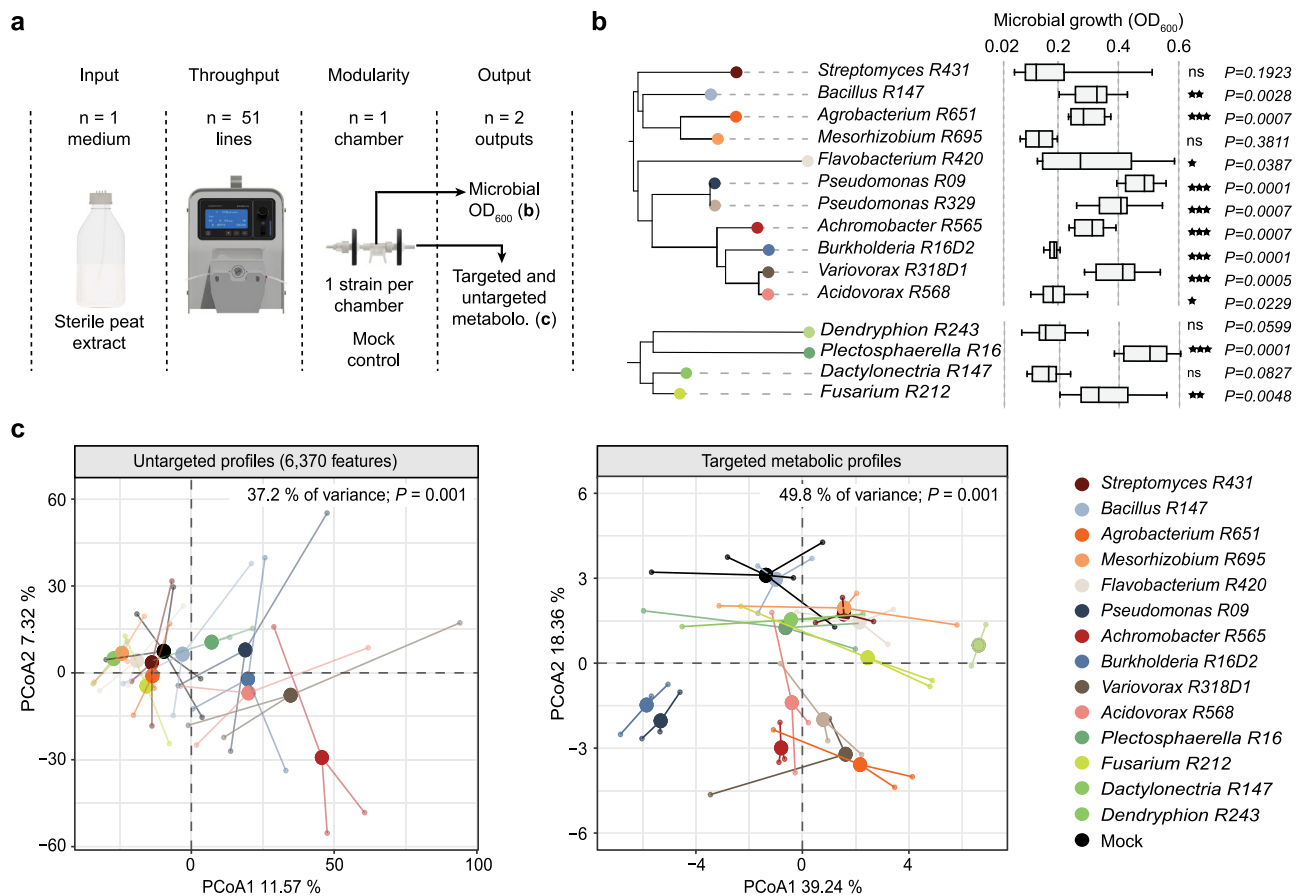 a
Input
Throughput
Modularity
Output
n = 1
medium
n = 51
lines
n = 1
chamber
n = 2
outputs
Microbial
OD600 (b)
1 strain per
chamber
Targeted and
untargeted
metabolo. (c)
Sterile peat
extract
Mock
control
b
Microbial growth (OD600)
0.02
0.2
0.4
0.6
Streptomyces R431
ns
P=0.1923
Bacillus R147
★★
P=0.0028
Agrobacterium R651
★★★
P=0.0007
Mesorhizobium R695
ns
P=0.3811
Flavobacterium R420
★
P=0.0387
Pseudomonas R09
★★★
P=0.0001
Pseudomonas R329
★★★
P=0.0007
Achromobacter R565
★★★
P=0.0007
Burkholderia R16D2
★★★
P=0.0001
Variovorax R318D1
★★★
P=0.0005
Acidovorax R568
★
P=0.0229
Dendryphion R243
ns
P=0.0599
Plectosphaerella R16
★★★
P=0.0001
Dactylonectria R147
ns
P=0.0827
Fusarium R212
★★
P=0.0048
c
Untargeted profiles (6,370 features)
37.2 % of variance; P = 0.001
PCoA2 7.32 %
60
30
0
−30
−60
0
50
100
PCoA1 11.57 %
Targeted metabolic profiles
49.8 % of variance; P = 0.001
PCoA2 18.36 %
6
3
0
−3
−6
−4
0
4
PCoA1 39.24 %
Streptomyces R431
Bacillus R147
Agrobacterium R651
Mesorhizobium R695
Flavobacterium R420
Pseudomonas R09
Achromobacter R565
Burkholderia R16D2
Variovorax R318D1
Acidovorax R568
Plectosphaerella R16
Fusarium R212
Dactylonectria R147
Dendryphion R243
Mock